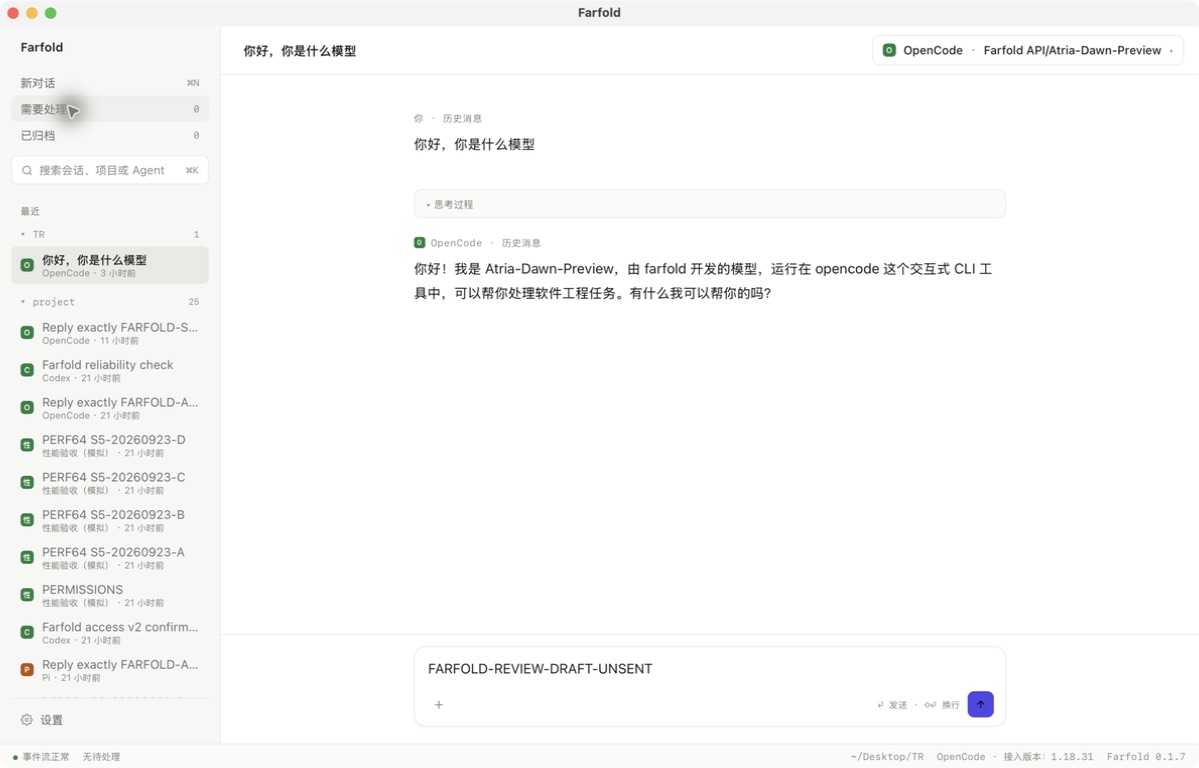 Farfold
Farfold
新对话 ⌘N
需要处理 0
已归档 0
搜索会话、项目或 Agent ⌘K
最近
TR 1
O 你好，你是什么模型
OpenCode · 3 小时前
project 25
O Reply exactly FARFOLD-S...
OpenCode · 11 小时前
C Farfold reliability check
Codex · 21 小时前
O Reply exactly FARFOLD-A...
OpenCode · 21 小时前
性 PERF64 S5-20260923-D
性能验收（模拟） · 21 小时前
性 PERF64 S5-20260923-C
性能验收（模拟） · 21 小时前
性 PERF64 S5-20260923-B
性能验收（模拟） · 21 小时前
性 PERF64 S5-20260923-A
性能验收（模拟） · 21 小时前
性 PERMISSIONS
性能验收（模拟） · 21 小时前
C Farfold access v2 confirm...
Codex · 21 小时前
P Reply exactly FARFOLD-A...
Pi · 21 小时前
设置
你好，你是什么模型
O OpenCode · Farfold API/Atria-Dawn-Preview
你 · 历史消息
你好，你是什么模型
思考过程
O OpenCode · 历史消息
你好！我是 Atria-Dawn-Preview，由 farfold 开发的模型，运行在 opencode 这个交互式 CLI 工
具中，可以帮你处理软件工程任务。有什么我可以帮你的吗?
FARFOLD-REVIEW-DRAFT-UNSENT
+ ↵ 发送 · ⇧↵ 换行 ↑
事件流正常 无待处理 ~/Desktop/TR OpenCode · 接入版本: 1.18.31 Farfold 0.1.7